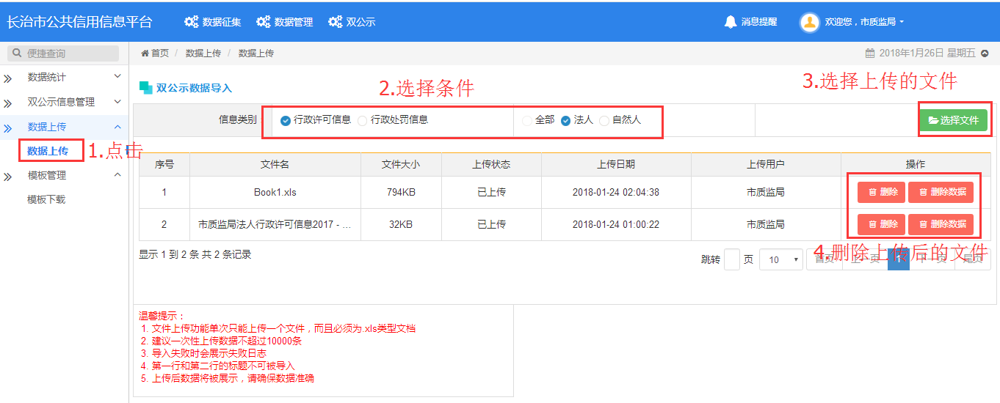 长治市公共信用信息平台 数据征集 数据管理 双公示 消息提醒 欢迎您，市质监局
便捷查询 首页 / 数据上传 / 数据上传 2018年1月26日 星期五
数据统计
双公示信息管理
数据上传
数据上传
1.点击
模板管理
模板下载
双公示数据导入
2.选择条件
3.选择上传的文件
信息类别 行政许可信息 行政处罚信息 全部 法人 自然人 选择文件
序号 文件名 文件大小 上传状态 上传日期 上传用户 操作
1 Book1.xls 794KB 已上传 2018-01-24 02:04:38 市质监局 删除 删除数据
2 市质监局法人行政许可信息2017 - ... 32KB 已上传 2018-01-24 01:00:22 市质监局 删除 删除数据
4.删除上传后的文件
显示 1 到 2 条 共 2 条记录 跳转 页 10 首页 上一页 1 下一页 尾页
温馨提示：
1. 文件上传功能单次只能上传一个文件，而且必须为.xls类型文档
2. 建议一次性上传数据不超过10000条
3. 导入失败时会展示失败日志
4. 第一行和第二行的标题不可被导入
5. 上传后数据将被展示，请确保数据准确